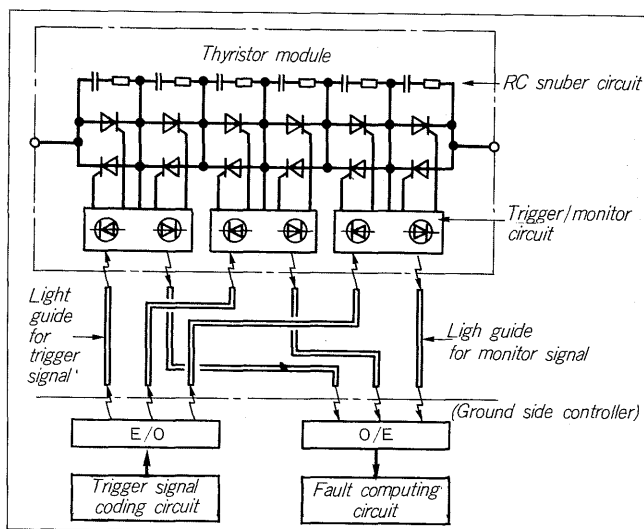 Thyristor module
RC snuber circuit
Trigger/monitor
circuit
Light
guide
for
trigger
signal
Ligh guide
for monitor signal
(Ground side controller)
E/O
O/E
Trigger signal
coding circuit
Fault computing
circuit